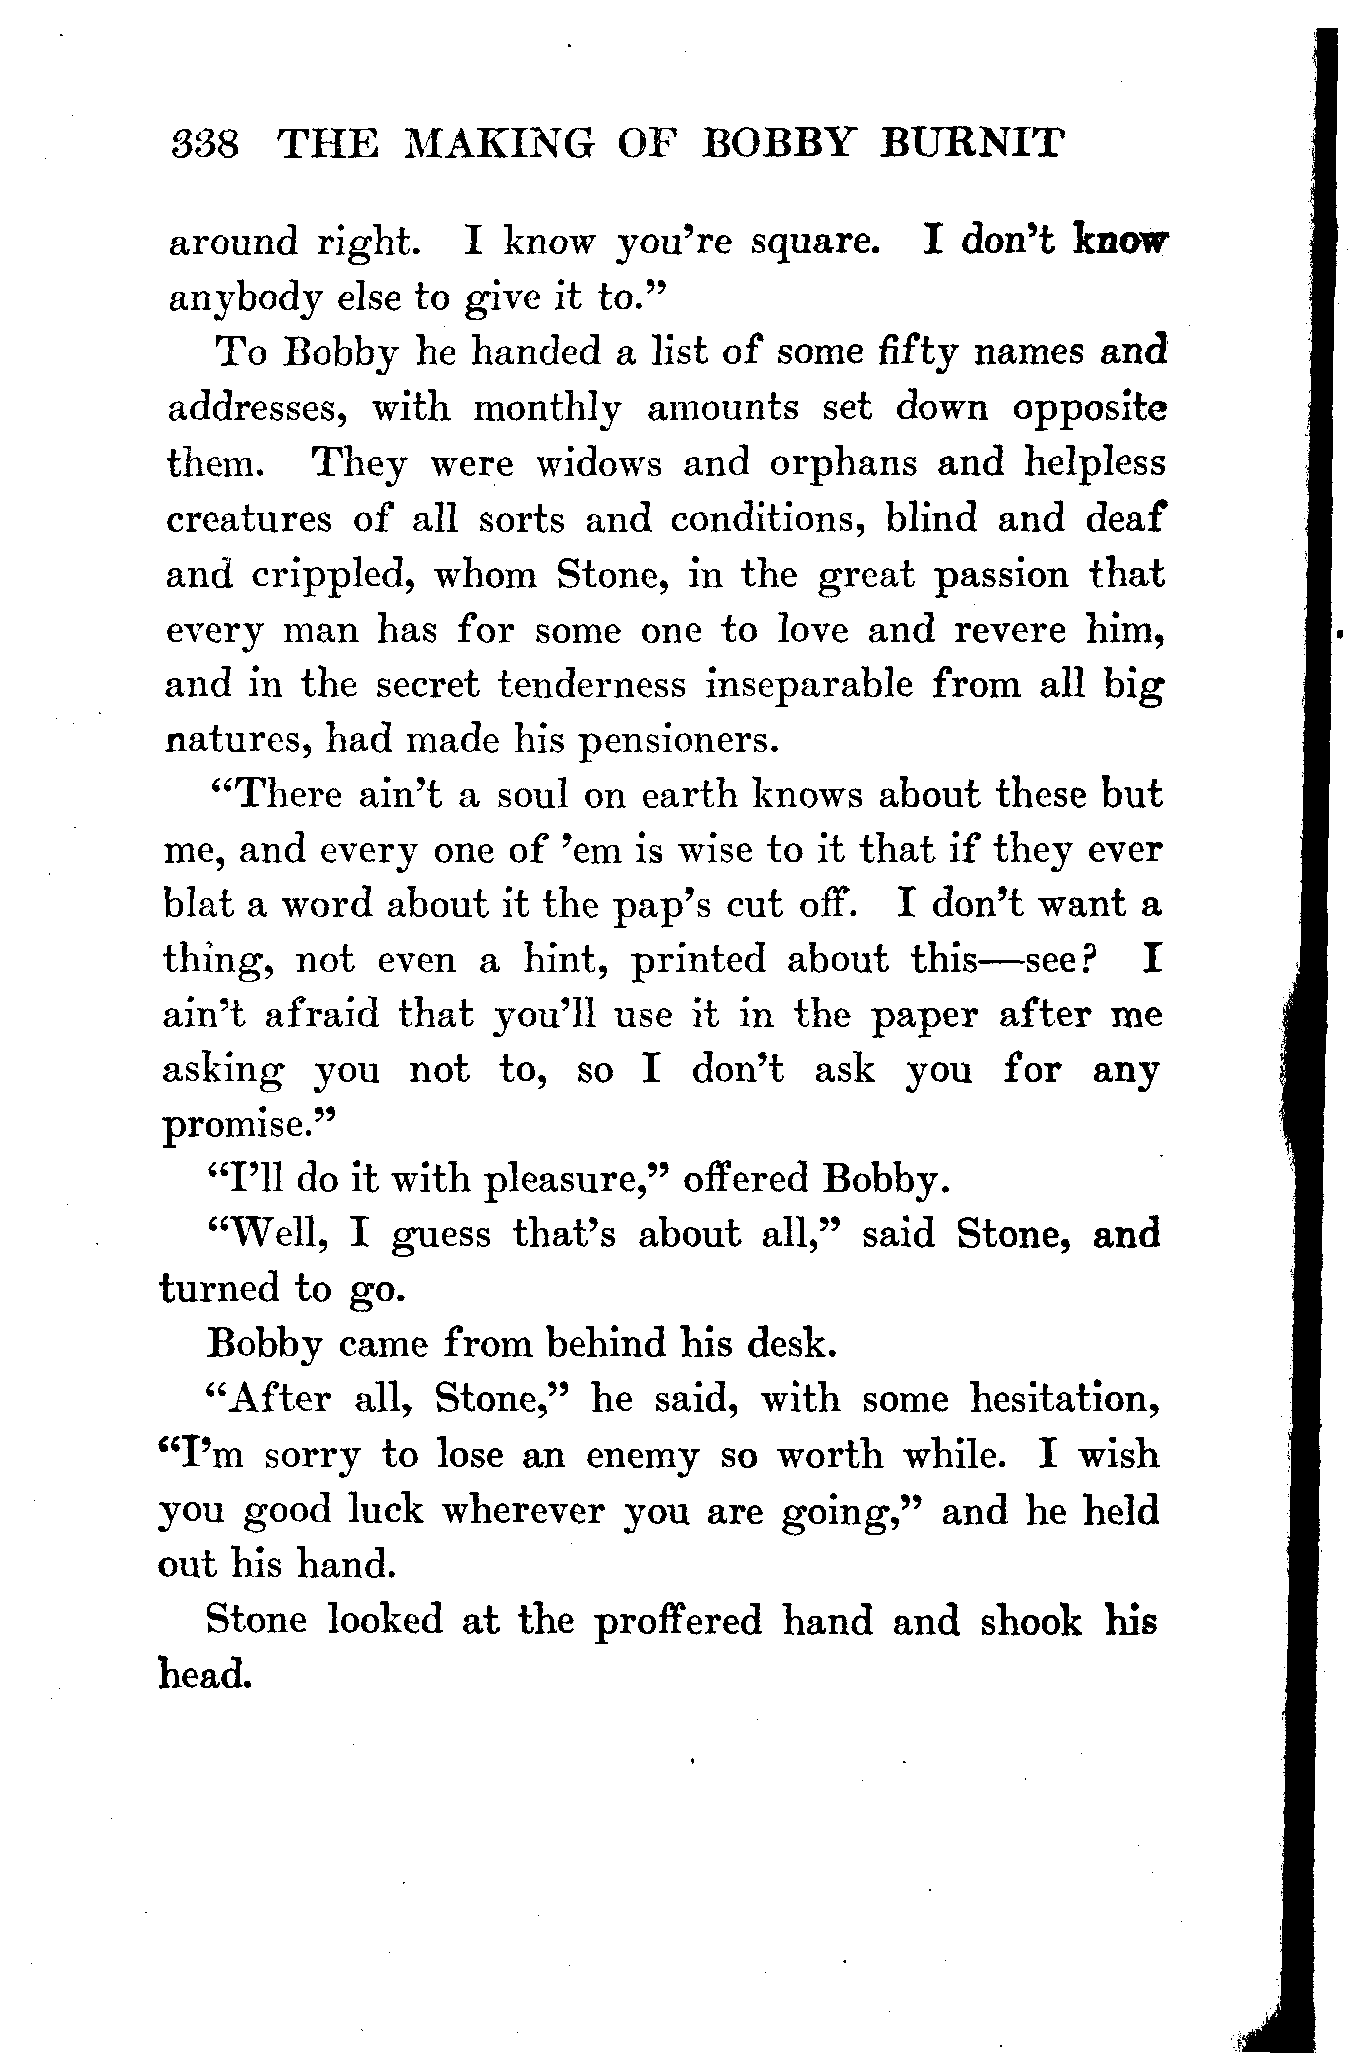 338 THE MAKING OF BOBBY BURNIT
around right. I know you're square. I don't know
anybody else to give it to."
To Bobby he handed a list of some fifty names and
addresses, with monthly amounts set down opposite
them. They were widows and orphans and helpless
creatures of all sorts and conditions, blind and deaf
and crippled, whom Stone, in the great passion that
every man has for some one to love and revere him,
and in the secret tenderness inseparable from all big
natures, had made his pensioners.
"There ain't a soul on earth knows about these but
me, and every one of 'em is wise to it that if they ever
blat a word about it the pap's cut off. I don't want a
thing, not even a hint, printed about this—see? I
ain't afraid that you'll use it in the paper after me
asking you not to, so I don't ask you for any
promise."
"I'll do it with pleasure," offered Bobby.
"Well, I guess that's about all," said Stone, and
turned to go.
Bobby came from behind his desk.
"After all, Stone," he said, with some hesitation,
"I'm sorry to lose an enemy so worth while. I wish
you good luck wherever you are going," and he held
out his hand.
Stone looked at the proffered hand and shook his
head.